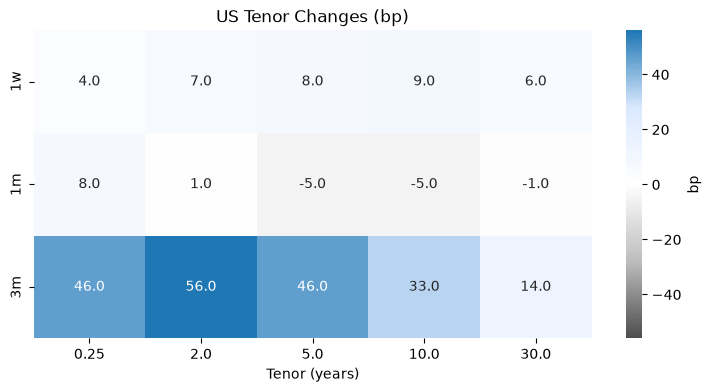 US Tenor Changes (bp)
1w 4.0 7.0 8.0 9.0 6.0
1m 8.0 1.0 -5.0 -5.0 -1.0
3m 46.0 56.0 46.0 33.0 14.0
0.25 2.0 5.0 10.0 30.0
Tenor (years)
40
20
0
−20
−40
bp